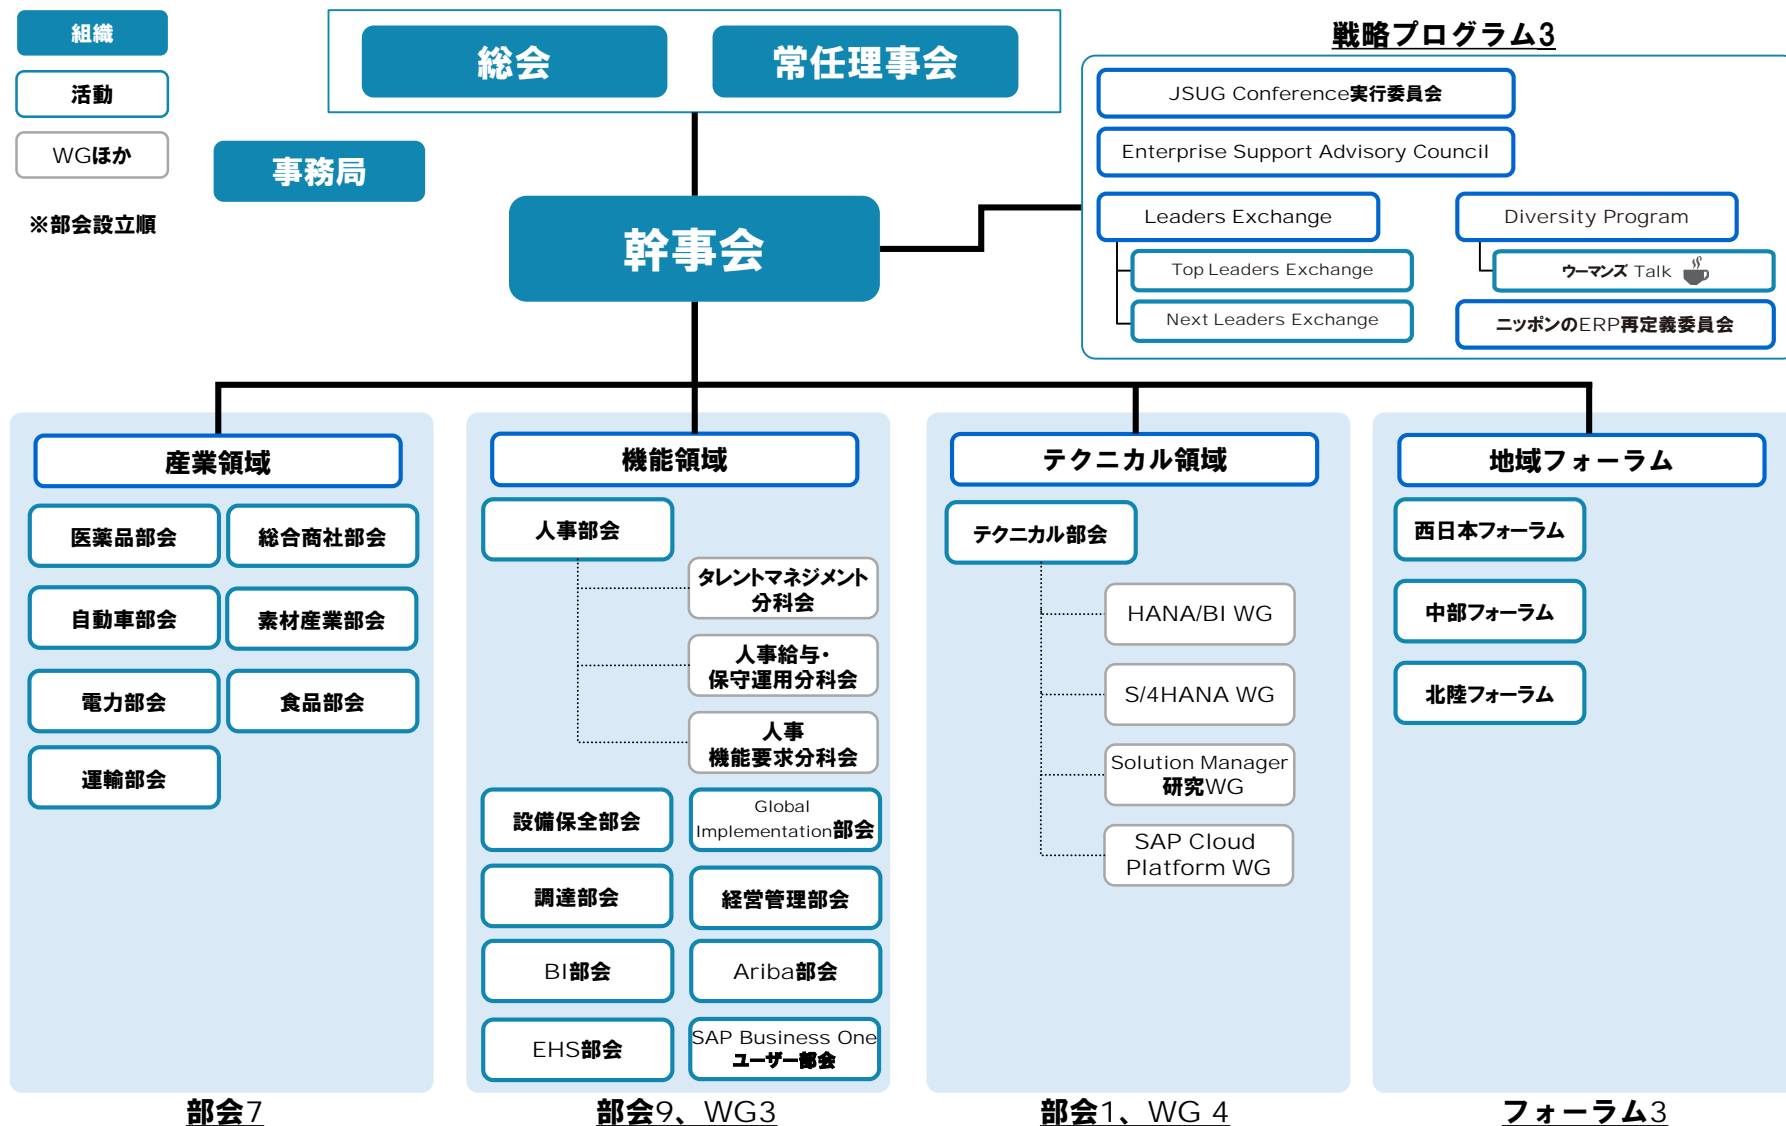 組織
活動
WGほか
※部会設立順
総会
常任理事会
事務局
幹事会
戦略プログラム3
JSUG Conference実行委員会
Enterprise Support Advisory Council
Leaders Exchange
Top Leaders Exchange
Next Leaders Exchange
Diversity Program
ウーマンズ Talk
ニッポンのERP再定義委員会
産業領域
医薬品部会
総合商社部会
自動車部会
素材産業部会
電力部会
食品部会
運輸部会
部会7
機能領域
人事部会
タレントマネジメント
分科会
人事給与・
保守運用分科会
人事
機能要求分科会
設備保全部会
Global
Implementation部会
調達部会
経営管理部会
BI部会
Ariba部会
EHS部会
SAP Business One
ユーザー部会
部会9、WG3
テクニカル領域
テクニカル部会
HANA/BI WG
S/4HANA WG
Solution Manager
研究WG
SAP Cloud
Platform WG
部会1、WG 4
地域フォーラム
西日本フォーラム
中部フォーラム
北陸フォーラム
フォーラム3